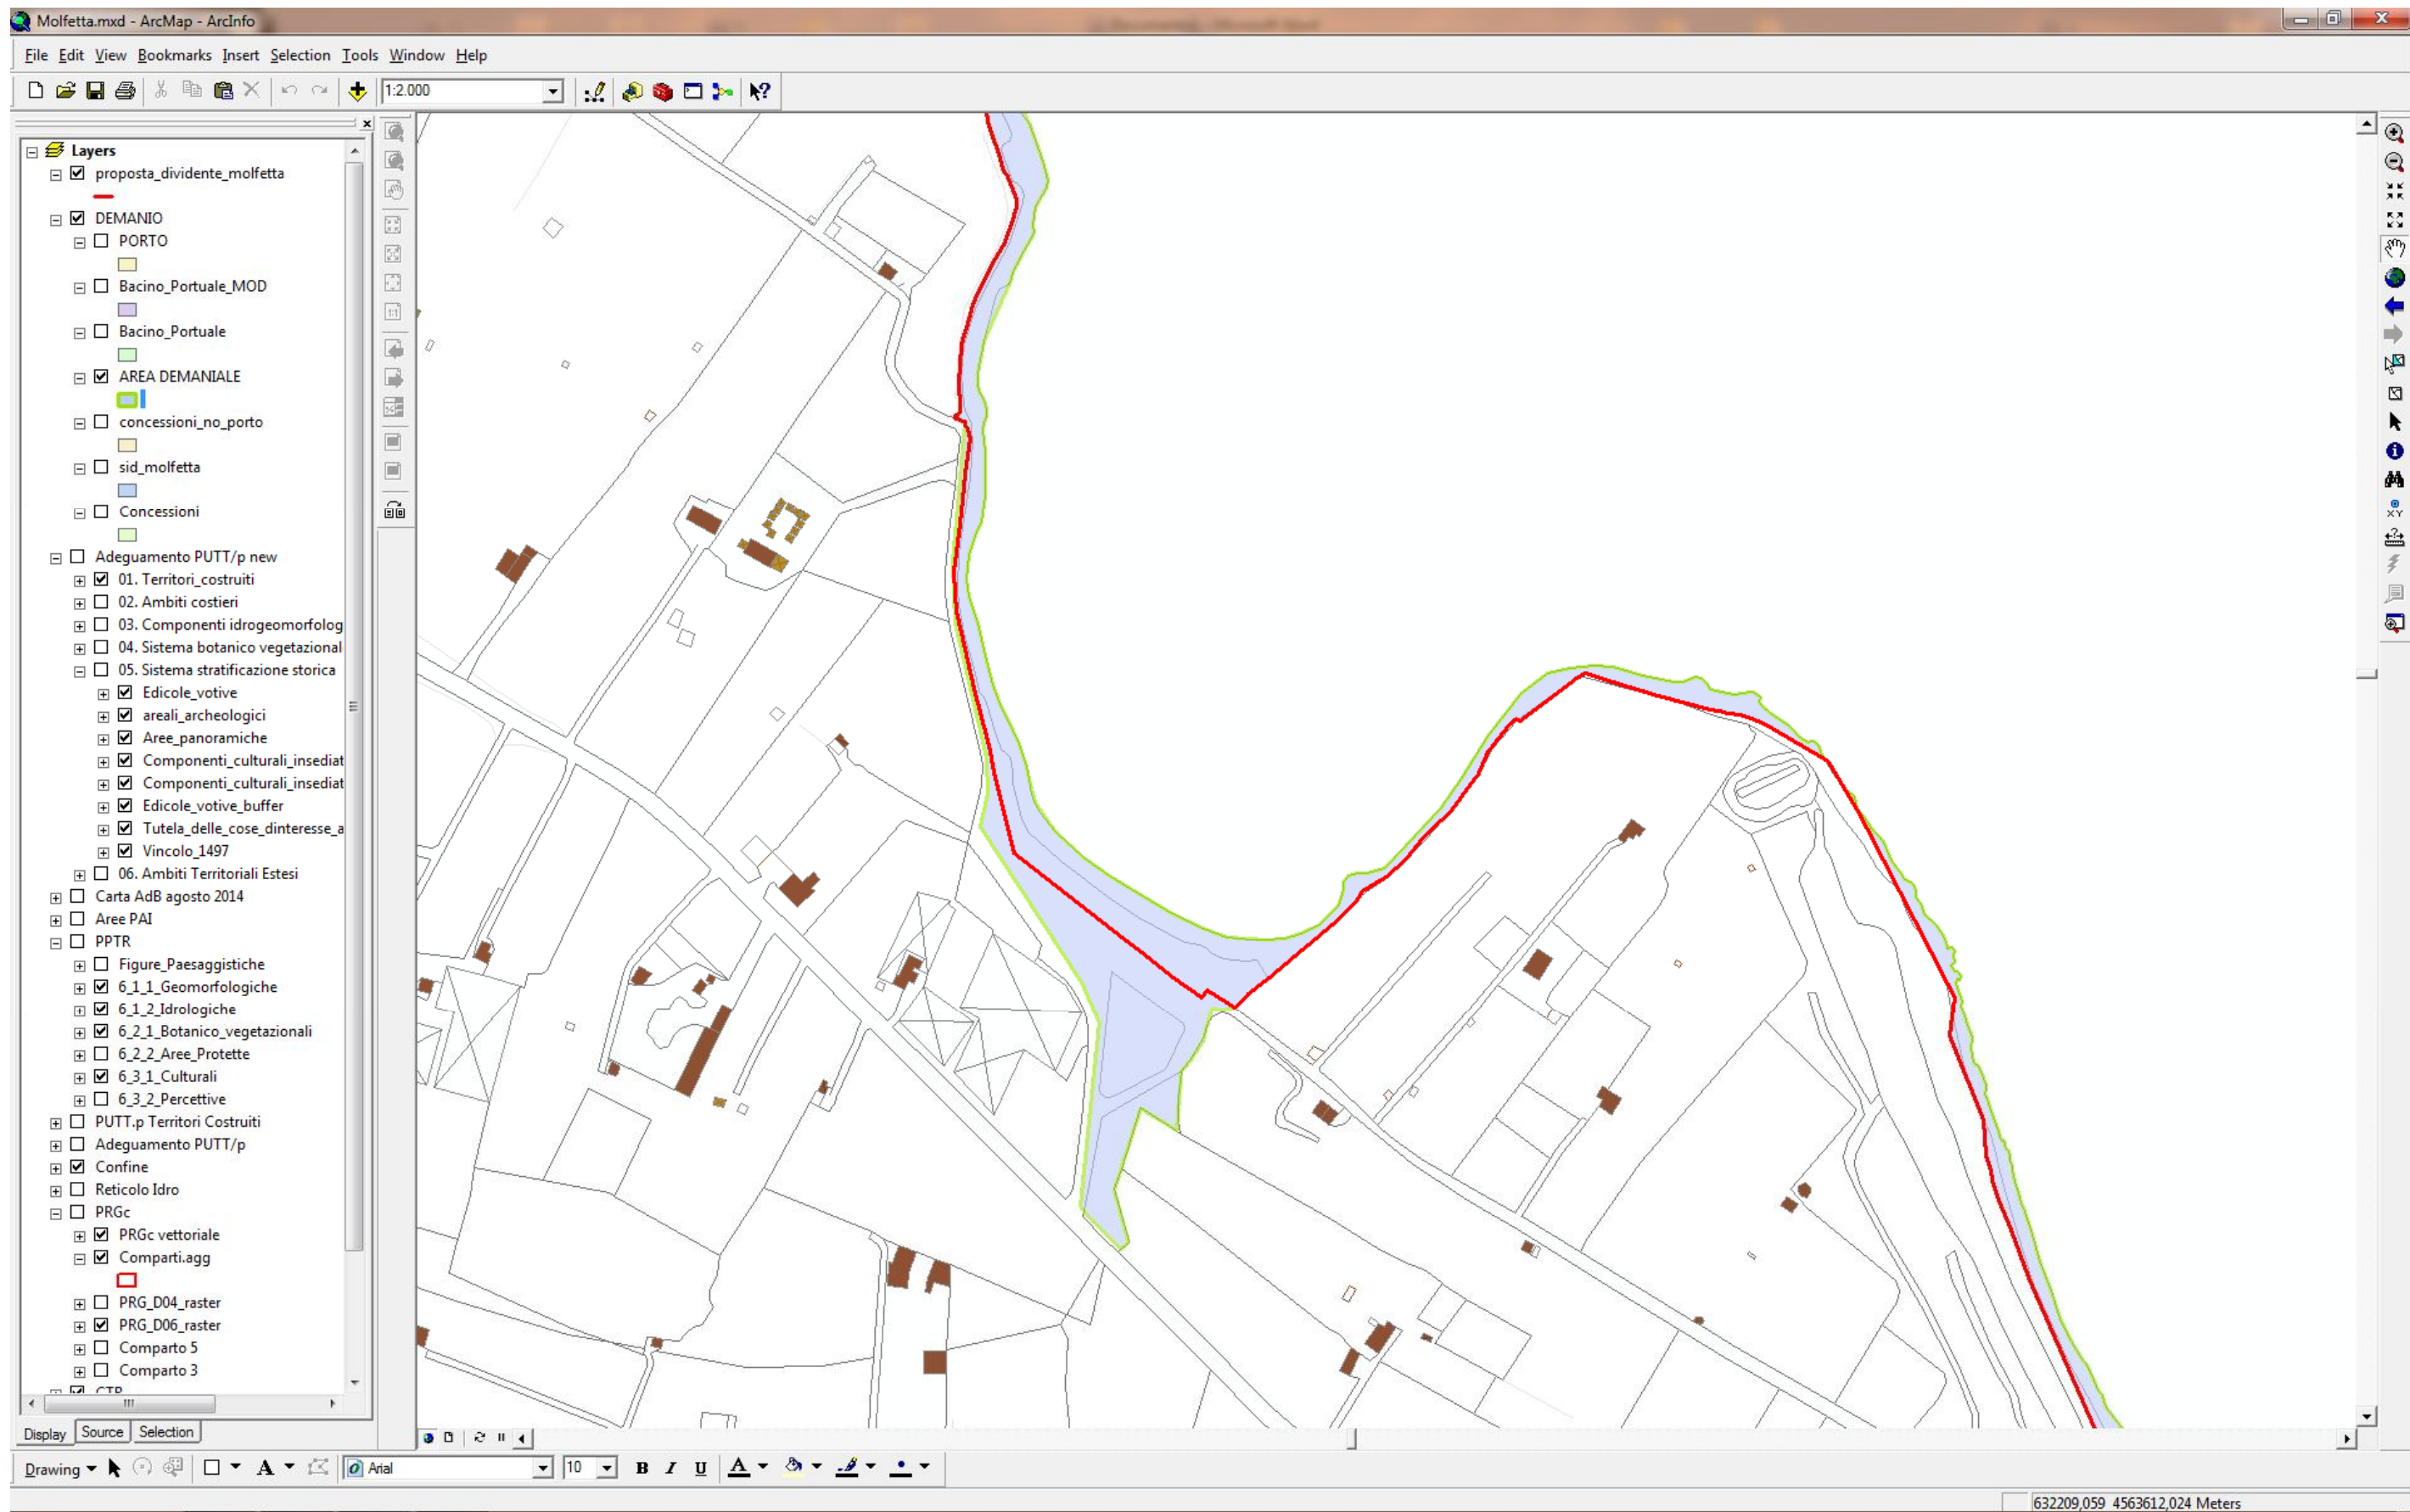 Molfetta.mxd - ArcMap - ArcInfo
File Edit View Bookmarks Insert Selection Tools Window Help
1:2.000
Layers
proposta_dividente_molfetta
DEMANIO
PORTO
Bacino_Portuale_MOD
Bacino_Portuale
AREA DEMANIALE
concessioni_no_porto
sid_molfetta
Concessioni
Adeguamento PUTT/p new
01. Territori_costruiti
02. Ambiti costieri
03. Componenti idrogeomorfolog
04. Sistema botanico vegetazional
05. Sistema stratificazione storica
Edicole_votive
areali_archeologici
Aree_panoramiche
Componenti_culturali_insediat
Componenti_culturali_insediat
Edicole_votive_buffer
Tutela_delle_cose_dinteresse_a
Vincolo_1497
06. Ambiti Territoriali Estesi
Carta AdB agosto 2014
Aree PAI
PPTR
Figure_Paesaggistiche
6_1_1_Geomorfologiche
6_1_2_Idrologiche
6_2_1_Botanico_vegetazionali
6_2_2_Aree_Protette
6_3_1_Culturali
6_3_2_Percettive
PUTT.p Territori Costruiti
Adeguamento PUTT/p
Confine
Reticolo Idro
PRGc
PRGc vettoriale
Comparti.agg
PRG_D04_raster
PRG_D06_raster
Comparto 5
Comparto 3
CTR
Display Source Selection
Drawing A Arial 10 B I U A
632209,059 4563612,024 Meters